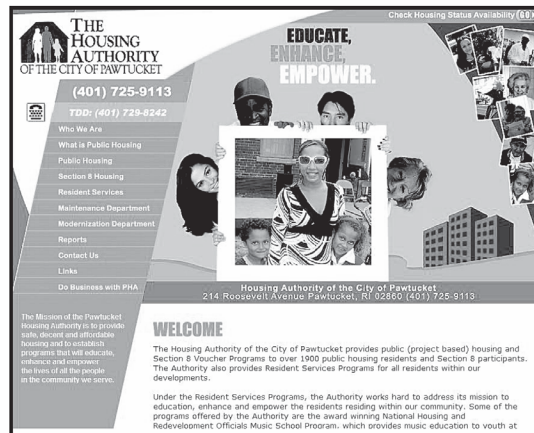 Check Housing Status Availability GO
THE
HOUSING
AUTHORITY
OF THE CITY OF PAWTUCKET
EDUCATE,
ENHANCE,
EMPOWER.
(401) 725-9113
TDD: (401) 729-8242
Who We Are
What is Public Housing
Public Housing
Section 8 Housing
Resident Services
Maintenance Department
Modernization Department
Reports
Contact Us
Links
Do Business with PHA
Housing Authority of the City of Pawtucket
214 Roosevelt Avenue Pawtucket, RI 02860 (401) 725-9113
The Mission of the Pawtucket
Housing Authority is to provide
safe, decent and affordable
housing and to establish
programs that will educate,
enhance and empower
the lives of all the people
in the community we serve.
WELCOME
The Housing Authority of the City of Pawtucket provides public (project based) housing and
Section 8 Voucher Programs to over 1900 public housing residents and Section 8 participants.
The Authority also provides Resident Services Programs for all residents within our
developments.
Under the Resident Services Programs, the Authority works hard to address its mission to
education, enhance and empower the residents residing within our community. Some of the
programs offered by the Authority are the award winning National Housing and
Redevelopment Officials Music School Program, which provides music education to youth at